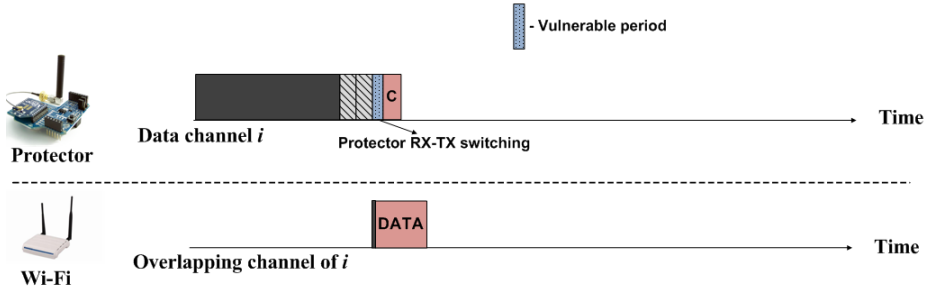 - Vulnerable period
C
Time
Data channel i
Protector RX-TX switching
Protector
DATA
Time
Overlapping channel of i
Wi-Fi